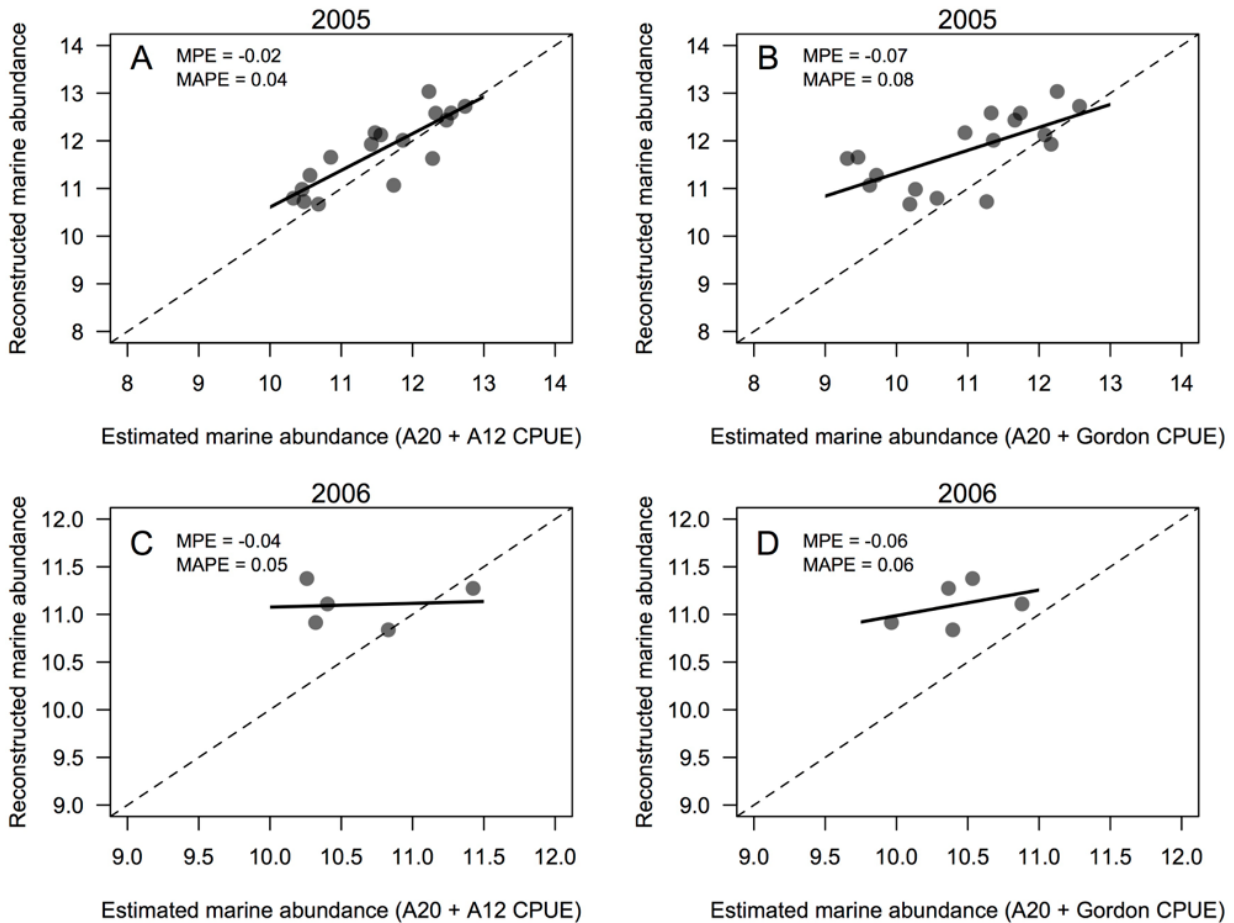 2005
A
MPE = -0.02
MAPE = 0.04
Reconstructed marine abundance
14
13
12
11
10
9
8
8 9 10 11 12 13 14
Estimated marine abundance (A20 + A12 CPUE)
2005
B
MPE = -0.07
MAPE = 0.08
Reconstructed marine abundance
14
13
12
11
10
9
8
8 9 10 11 12 13 14
Estimated marine abundance (A20 + Gordon CPUE)
2006
C
MPE = -0.04
MAPE = 0.05
Reconstructed marine abundance
12.0
11.5
11.0
10.5
10.0
9.5
9.0
9.0 9.5 10.0 10.5 11.0 11.5 12.0
Estimated marine abundance (A20 + A12 CPUE)
2006
D
MPE = -0.06
MAPE = 0.06
Reconstructed marine abundance
12.0
11.5
11.0
10.5
10.0
9.5
9.0
9.0 9.5 10.0 10.5 11.0 11.5 12.0
Estimated marine abundance (A20 + Gordon CPUE)